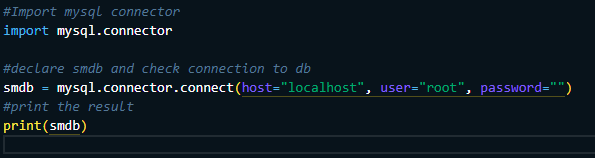 #Import mysql connector
import mysql.connector
#declare smdb and check connection to db
smdb = mysql.connector.connect(host="localhost", user="root", password="")
#print the result
print(smdb)